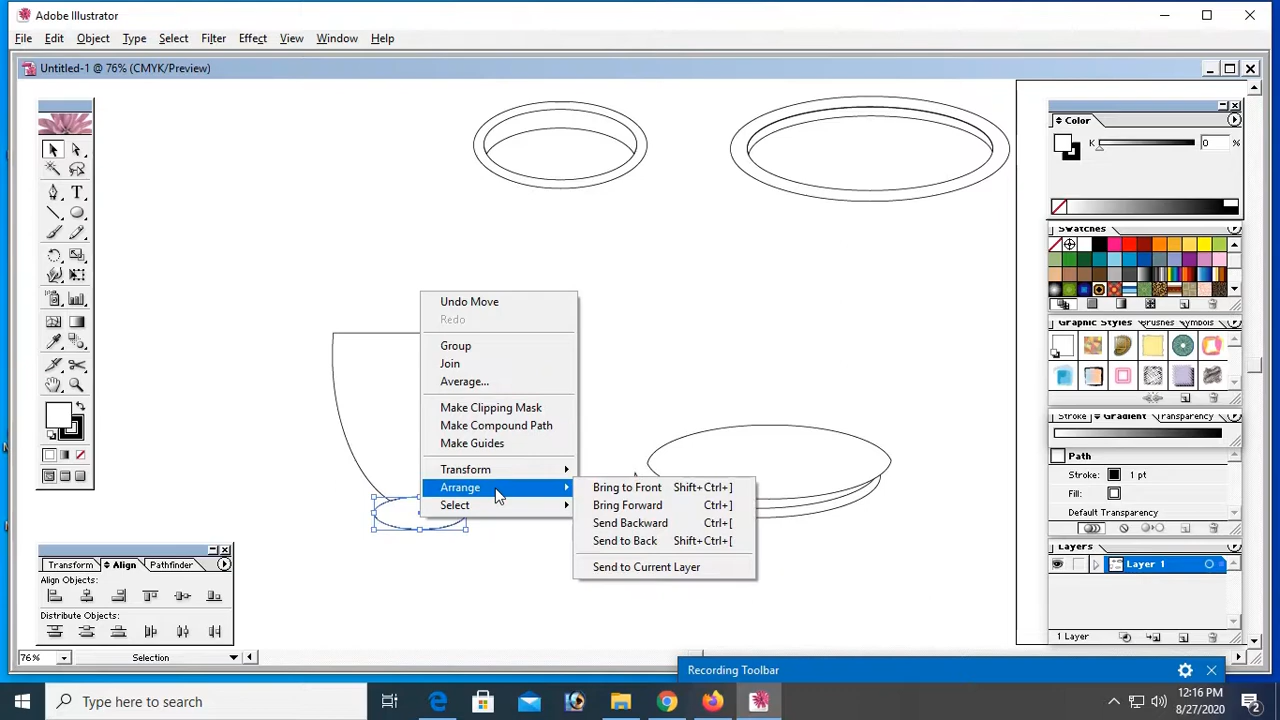 Adobe Illustrator
File Edit Object Type Select Filter Effect View Window Help
Untitled-1 @ 76% (CMYK/Preview)
Color
K 0 %
Swatches
Graphic Styles Brushes Symbols
Undo Move
Redo
Group
Join
Average...
Make Clipping Mask
Make Compound Path
Make Guides
Transform
Arrange
Select
Bring to Front Shift+Ctrl+]
Bring Forward Ctrl+]
Send Backward Ctrl+[
Send to Back Shift+Ctrl+[
Send to Current Layer
Stroke Gradient Transparency
Path
Stroke: 1 pt
Fill:
Default Transparency
Layers
Layer 1
1 Layer
Transform Align Pathfinder
Align Objects:
Distribute Objects:
76% Selection
Recording Toolbar
Type here to search
12:16 PM
8/27/2020
2